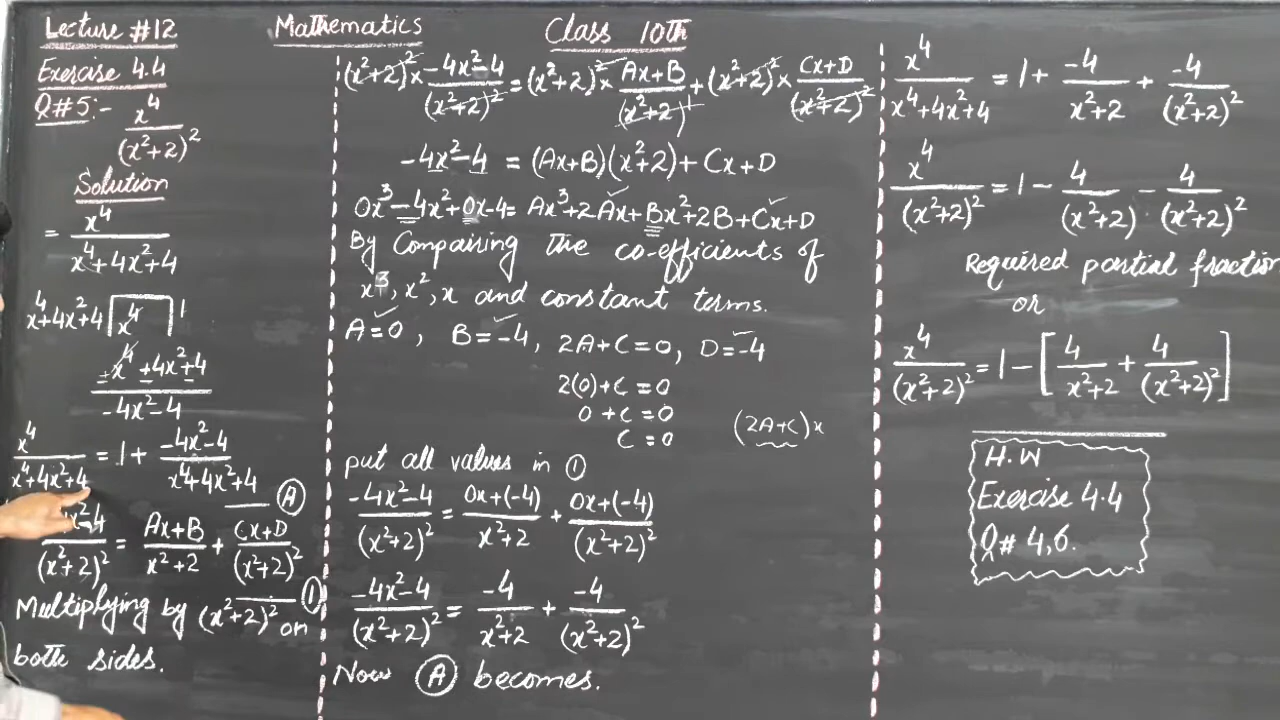 Lecture #12
Mathematics
Class 10th
Exercise 4.4
Q#5:- x⁴/(x²+2)²
Solution
= x⁴/(x⁴+4x²+4)
x⁴+4x²+4 | x⁴ | 1
±x⁴±4x²±4
-4x²-4
x⁴/(x⁴+4x²+4) = 1 + (-4x²-4)/(x⁴+4x²+4) — (A)
x²-4/(x²+2)² = (Ax+B)/(x²+2) + (Cx+D)/(x²+2)² — (1)
Multiplying by (x²+2)² on
both sides.
(x²+2)² × (-4x²-4)/(x²+2)² = (x²+2)² × (Ax+B)/(x²+2) + (x²+2)² × (Cx+D)/(x²+2)²
-4x²-4 = (Ax+B)(x²+2) + Cx+D
0x³-4x²+0x-4 = Ax³+2Ax+Bx²+2B+Cx+D
By Compairing the co-efficients of
x³, x², x and constant terms.
A=0, B=-4, 2A+C=0, D=-4
2(0)+C=0
0+C=0
C=0
(2A+C)x
put all values in (1)
(-4x²-4)/(x²+2)² = (0x+(-4))/(x²+2) + (0x+(-4))/(x²+2)²
(-4x²-4)/(x²+2)² = -4/(x²+2) + -4/(x²+2)²
Now (A) becomes.
x⁴/(x⁴+4x²+4) = 1 + -4/(x²+2) + -4/(x²+2)²
x⁴/(x²+2)² = 1 - 4/(x²+2) - 4/(x²+2)²
Required partial fraction
or
x⁴/(x²+2)² = 1 - [4/(x²+2) + 4/(x²+2)²]
H.W
Exercise 4.4
Q# 4,6.